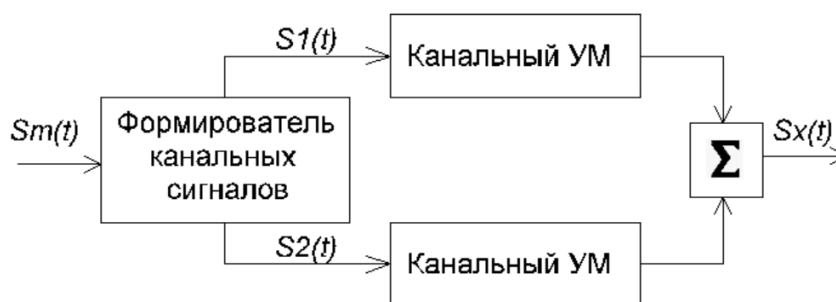 S1(t)
Канальный УМ
Sm(t)
Формирователь
канальных
сигналов
Σ
Sx(t)
S2(t)
Канальный УМ